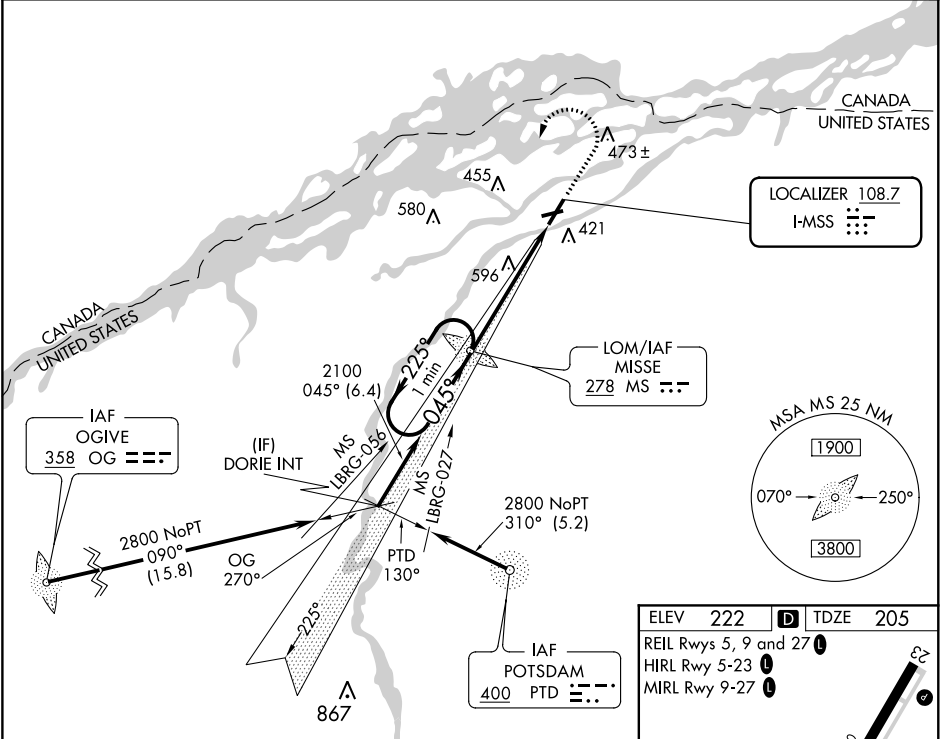 CANADA
UNITED STATES
473 ±
455
580
421
596
LOCALIZER 108.7
I-MSS
CANADA
UNITED STATES
LOM/IAF
MISSE
278 MS
2100
045° (6.4)
225°
1 min
045°
IAF
OGIVE
358 OG
(IF)
DORIE INT
MS
LBRG-056
MS
LBRG-027
2800 NoPT
090°
(15.8)
OG
270°
PTD
130°
2800 NoPT
310° (5.2)
225°
867
IAF
POTSDAM
400 PTD
MSA MS 25 NM
1900
070°
250°
3800
ELEV 222 D TDZE 205
REIL Rwys 5, 9 and 27 L
HIRL Rwy 5-23 L
MIRL Rwy 9-27 L
23
P